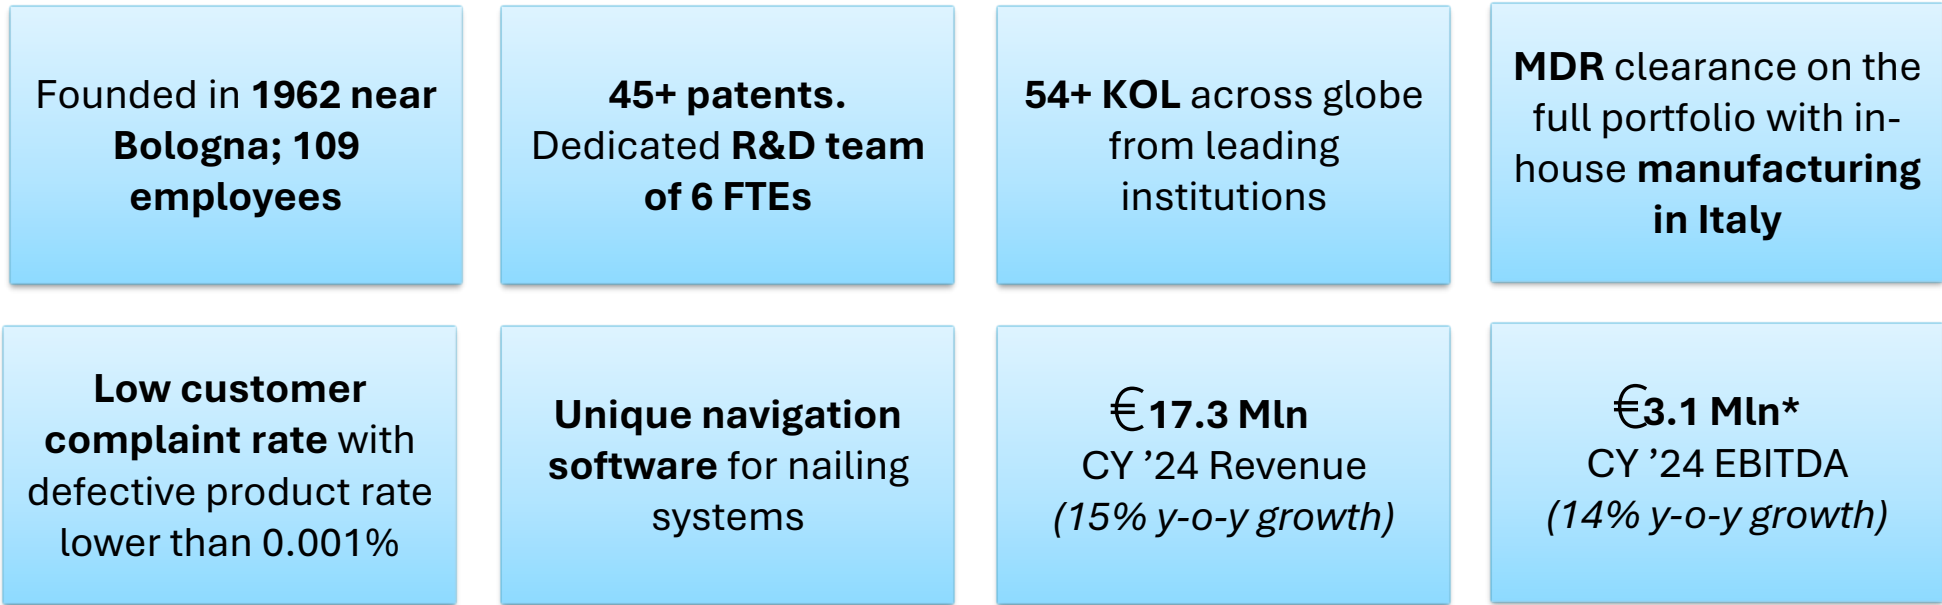 Founded in 1962 near
Bologna; 109
employees
45+ patents.
Dedicated R&D team
of 6 FTEs
54+ KOL across globe
from leading
institutions
MDR clearance on the
full portfolio with in-
house manufacturing
in Italy
Low customer
complaint rate with
defective product rate
lower than 0.001%
Unique navigation
software for nailing
systems
€ 17.3 Mln
CY ’24 Revenue
(15% y-o-y growth)
€3.1 Mln*
CY ’24 EBITDA
(14% y-o-y growth)